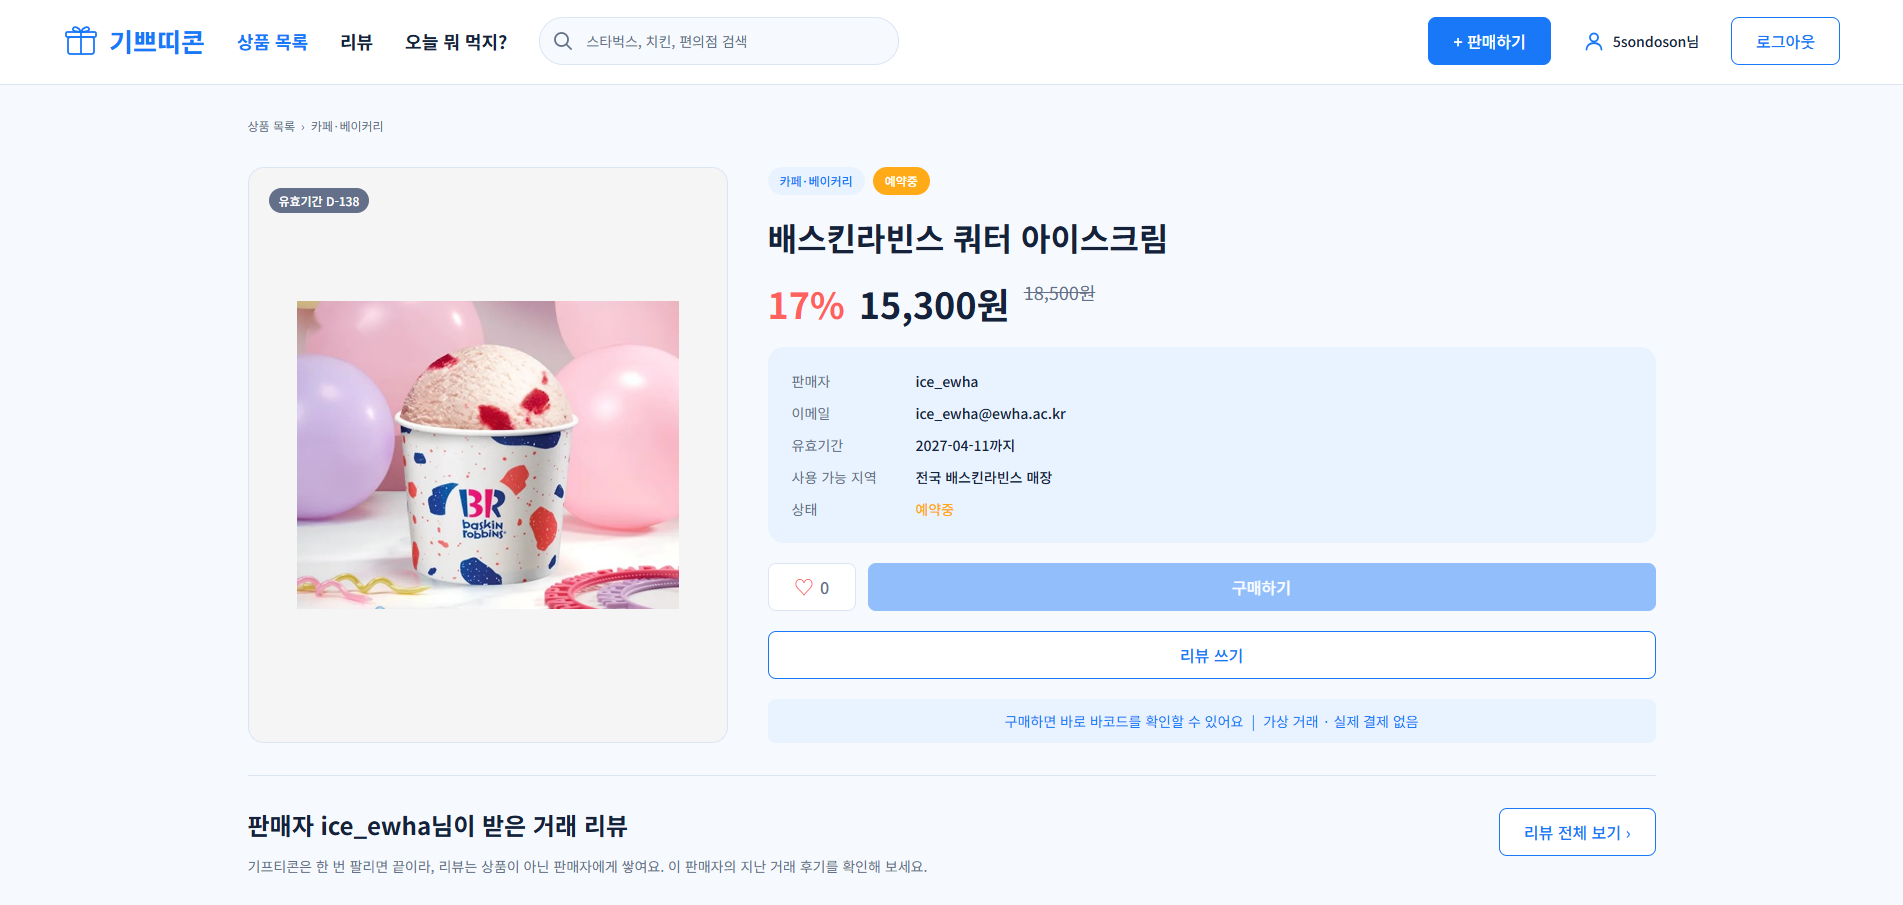 기쁘띠콘
상품 목록
리뷰
오늘 뭐 먹지?
스타벅스, 치킨, 편의점 검색
+ 판매하기
5sondoson님
로그아웃
상품 목록 › 카페·베이커리
유효기간 D-138
BR
baskin
robbins
카페·베이커리
예약중
배스킨라빈스 쿼터 아이스크림
17% 15,300원 18,500원
판매자 ice_ewha
이메일 ice_ewha@ewha.ac.kr
유효기간 2027-04-11까지
사용 가능 지역 전국 배스킨라빈스 매장
상태 예약중
♡ 0
구매하기
리뷰 쓰기
구매하면 바로 바코드를 확인할 수 있어요 | 가상 거래 · 실제 결제 없음
판매자 ice_ewha님이 받은 거래 리뷰
리뷰 전체 보기 ›
기프티콘은 한 번 팔리면 끝이라, 리뷰는 상품이 아닌 판매자에게 쌓여요. 이 판매자의 지난 거래 후기를 확인해 보세요.